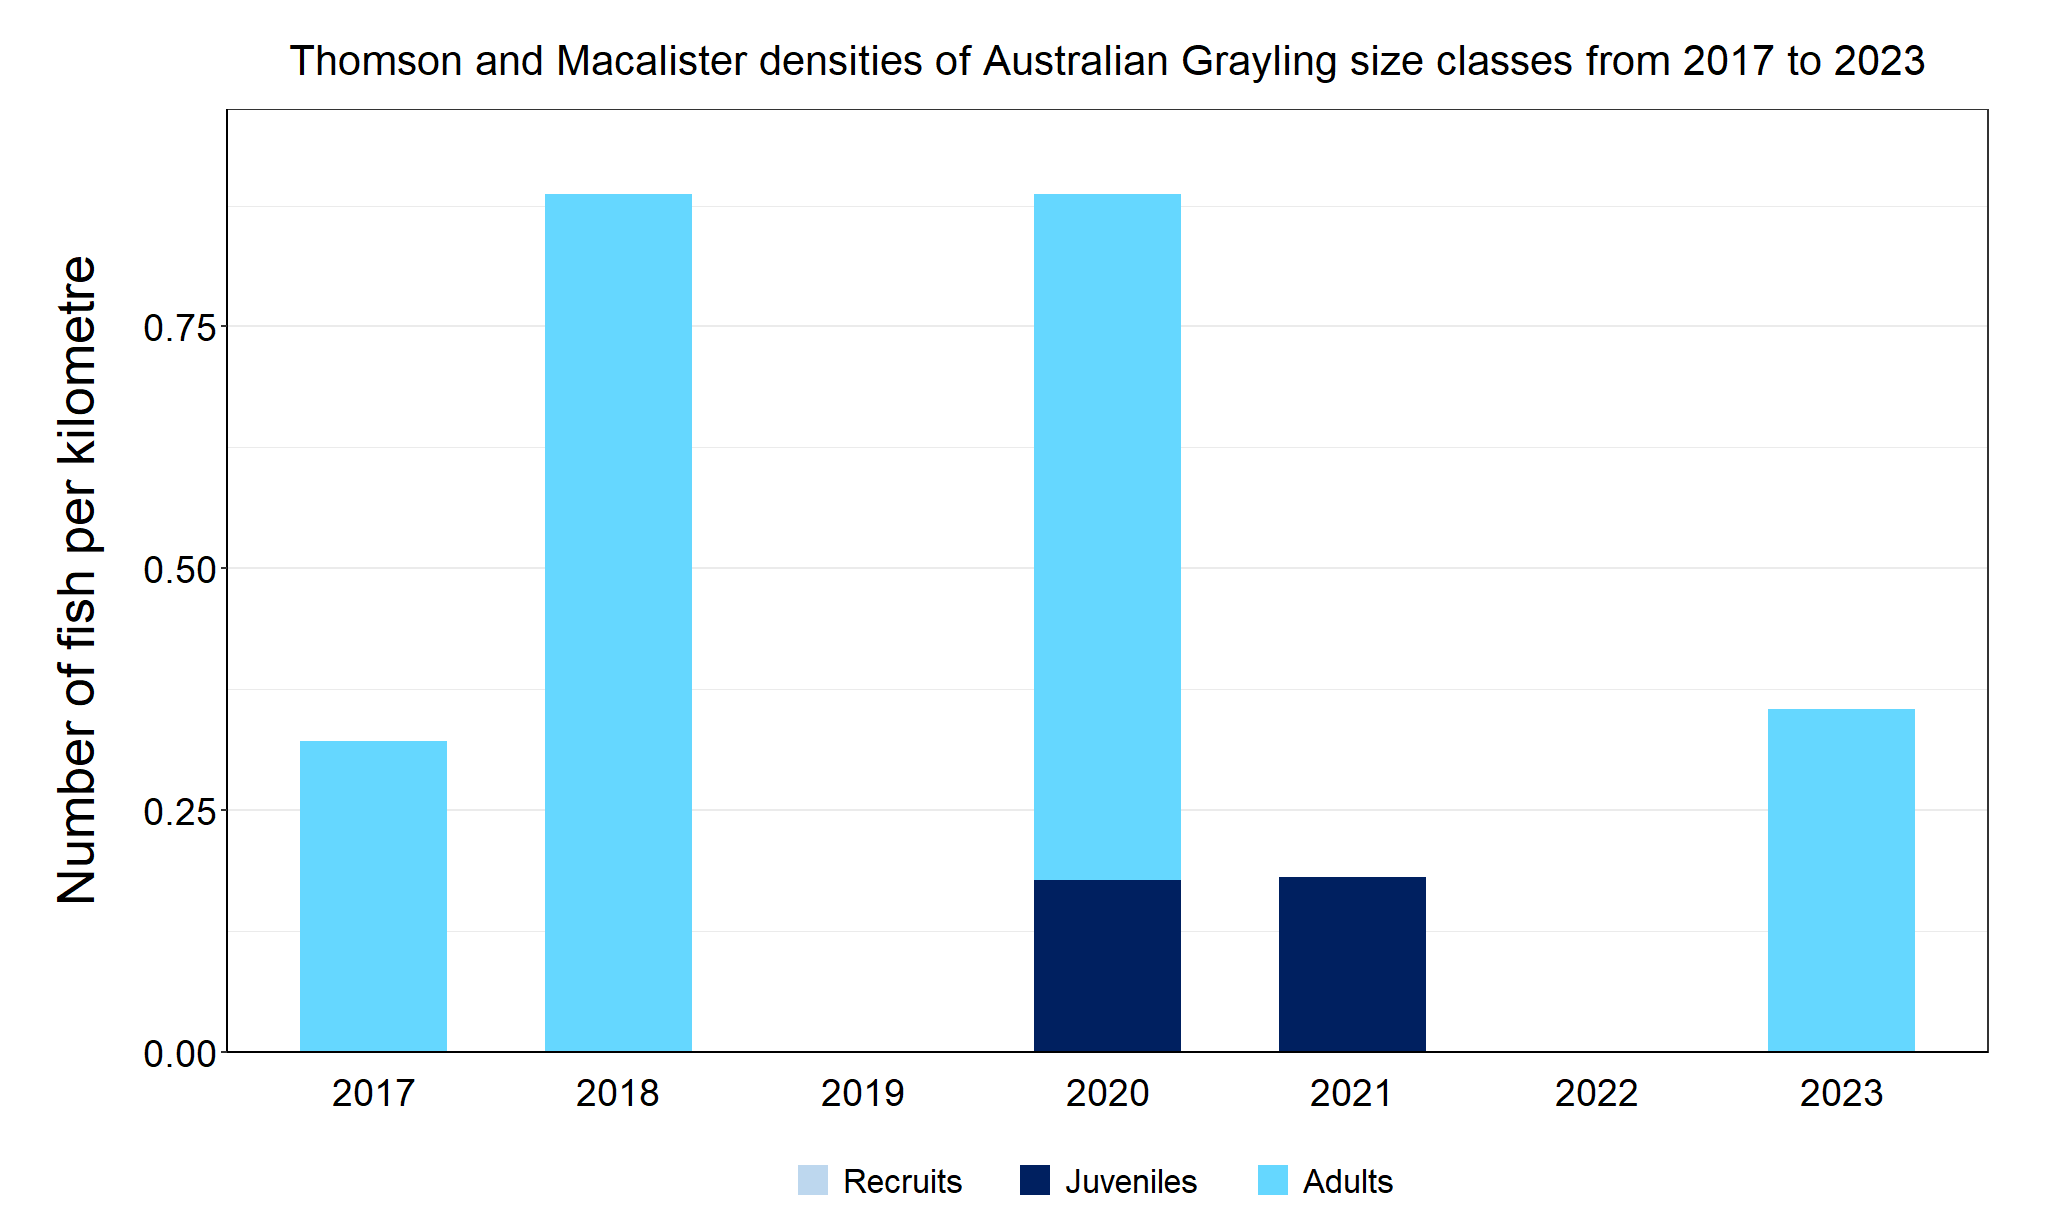 Thomson and Macalister densities of Australian Grayling size classes from 2017 to 2023
Number of fish per kilometre
0.75
0.50
0.25
0.00
2017 2018 2019 2020 2021 2022 2023
Recruits Juveniles Adults